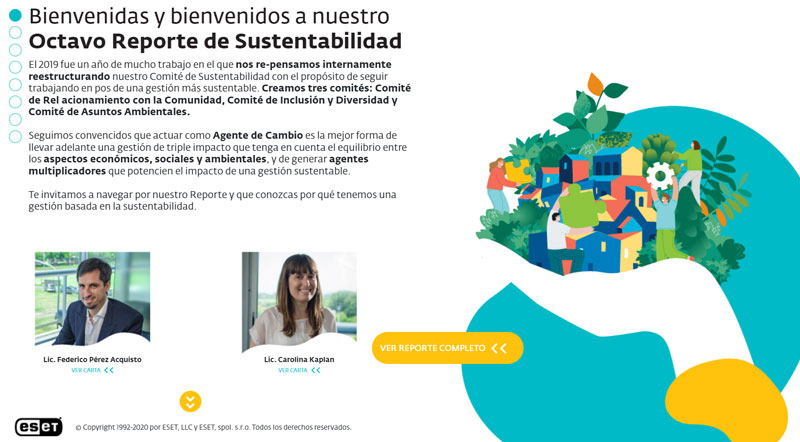 Bienvenidas y bienvenidos a nuestro
Octavo Reporte de Sustentabilidad
El 2019 fue un año de mucho trabajo en el que nos re-pensamos internamente
reestructurando nuestro Comité de Sustentabilidad con el propósito de seguir
trabajando en pos de una gestión más sustentable. Creamos tres comités: Comité
de Rel acionamiento con la Comunidad, Comité de Inclusión y Diversidad y
Comité de Asuntos Ambientales.
Seguimos convencidos que actuar como Agente de Cambio es la mejor forma de
llevar adelante una gestión de triple impacto que tenga en cuenta el equilibrio entre
los aspectos económicos, sociales y ambientales, y de generar agentes
multiplicadores que potencien el impacto de una gestión sustentable.
Te invitamos a navegar por nuestro Reporte y que conozcas por qué tenemos una
gestión basada en la sustentabilidad.
Lic. Federico Pérez Acquisto
VER CARTA
Lic. Carolina Kaplan
VER CARTA
VER REPORTE COMPLETO
eset
© Copyright 1992-2020 por ESET, LLC y ESET, spol. s.r.o. Todos los derechos reservados.